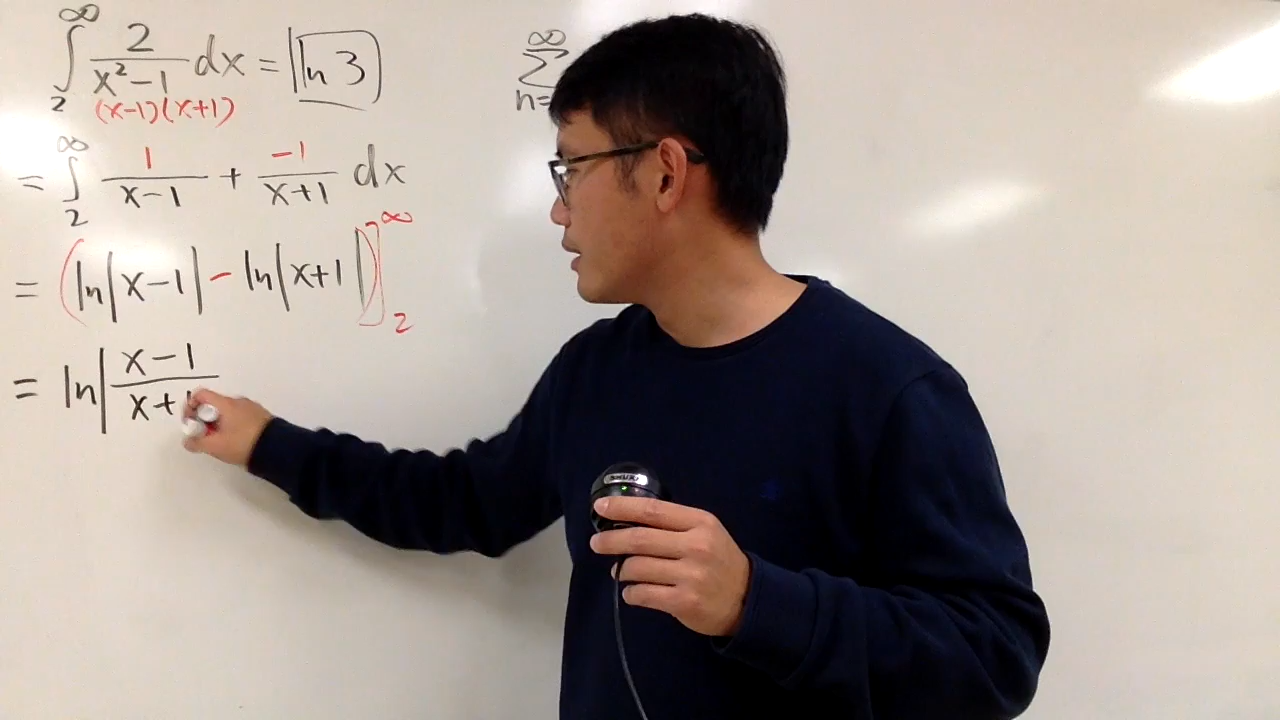 ∫₂^∞ 2/(x²-1) dx = ln 3
(x-1)(x+1)
= ∫₂^∞ 1/(x-1) + -1/(x+1) dx
= (ln|x-1| - ln|x+1|)]₂^∞
= ln|(x-1)/(x+1
∞
Σ
n=
SHURE